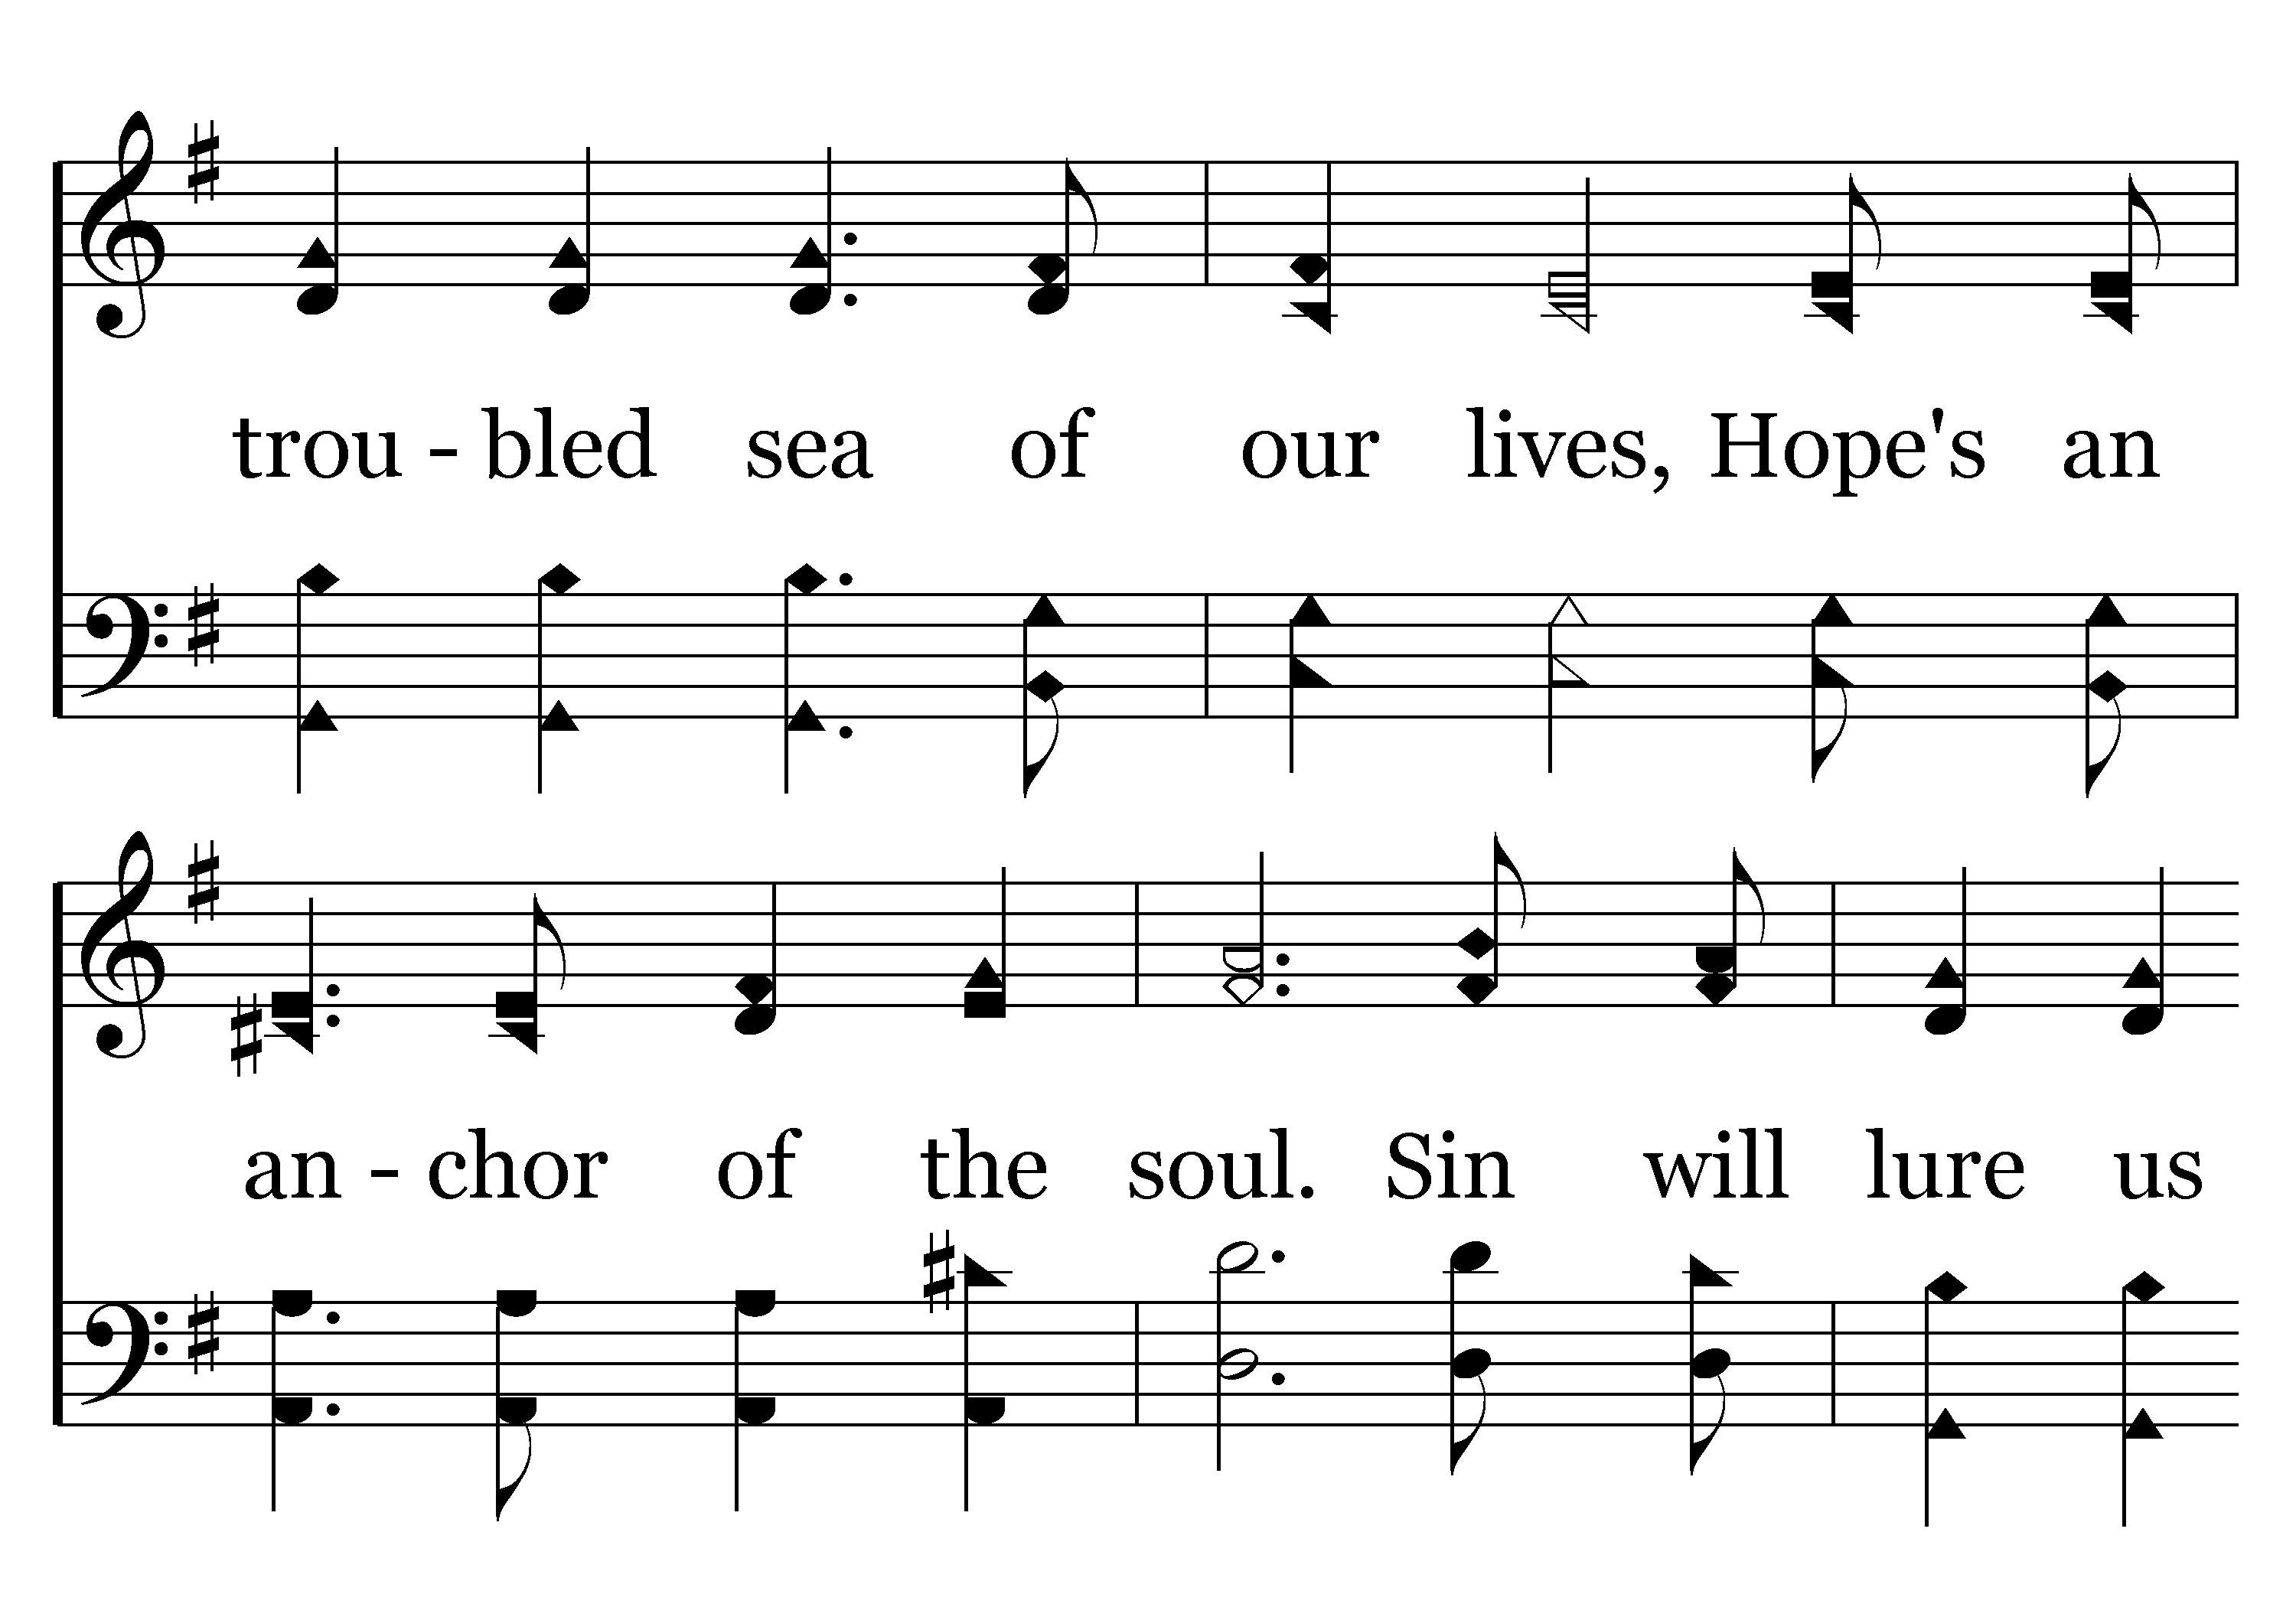 trou - bled sea of our lives, Hope's an
an - chor of the soul. Sin will lure us